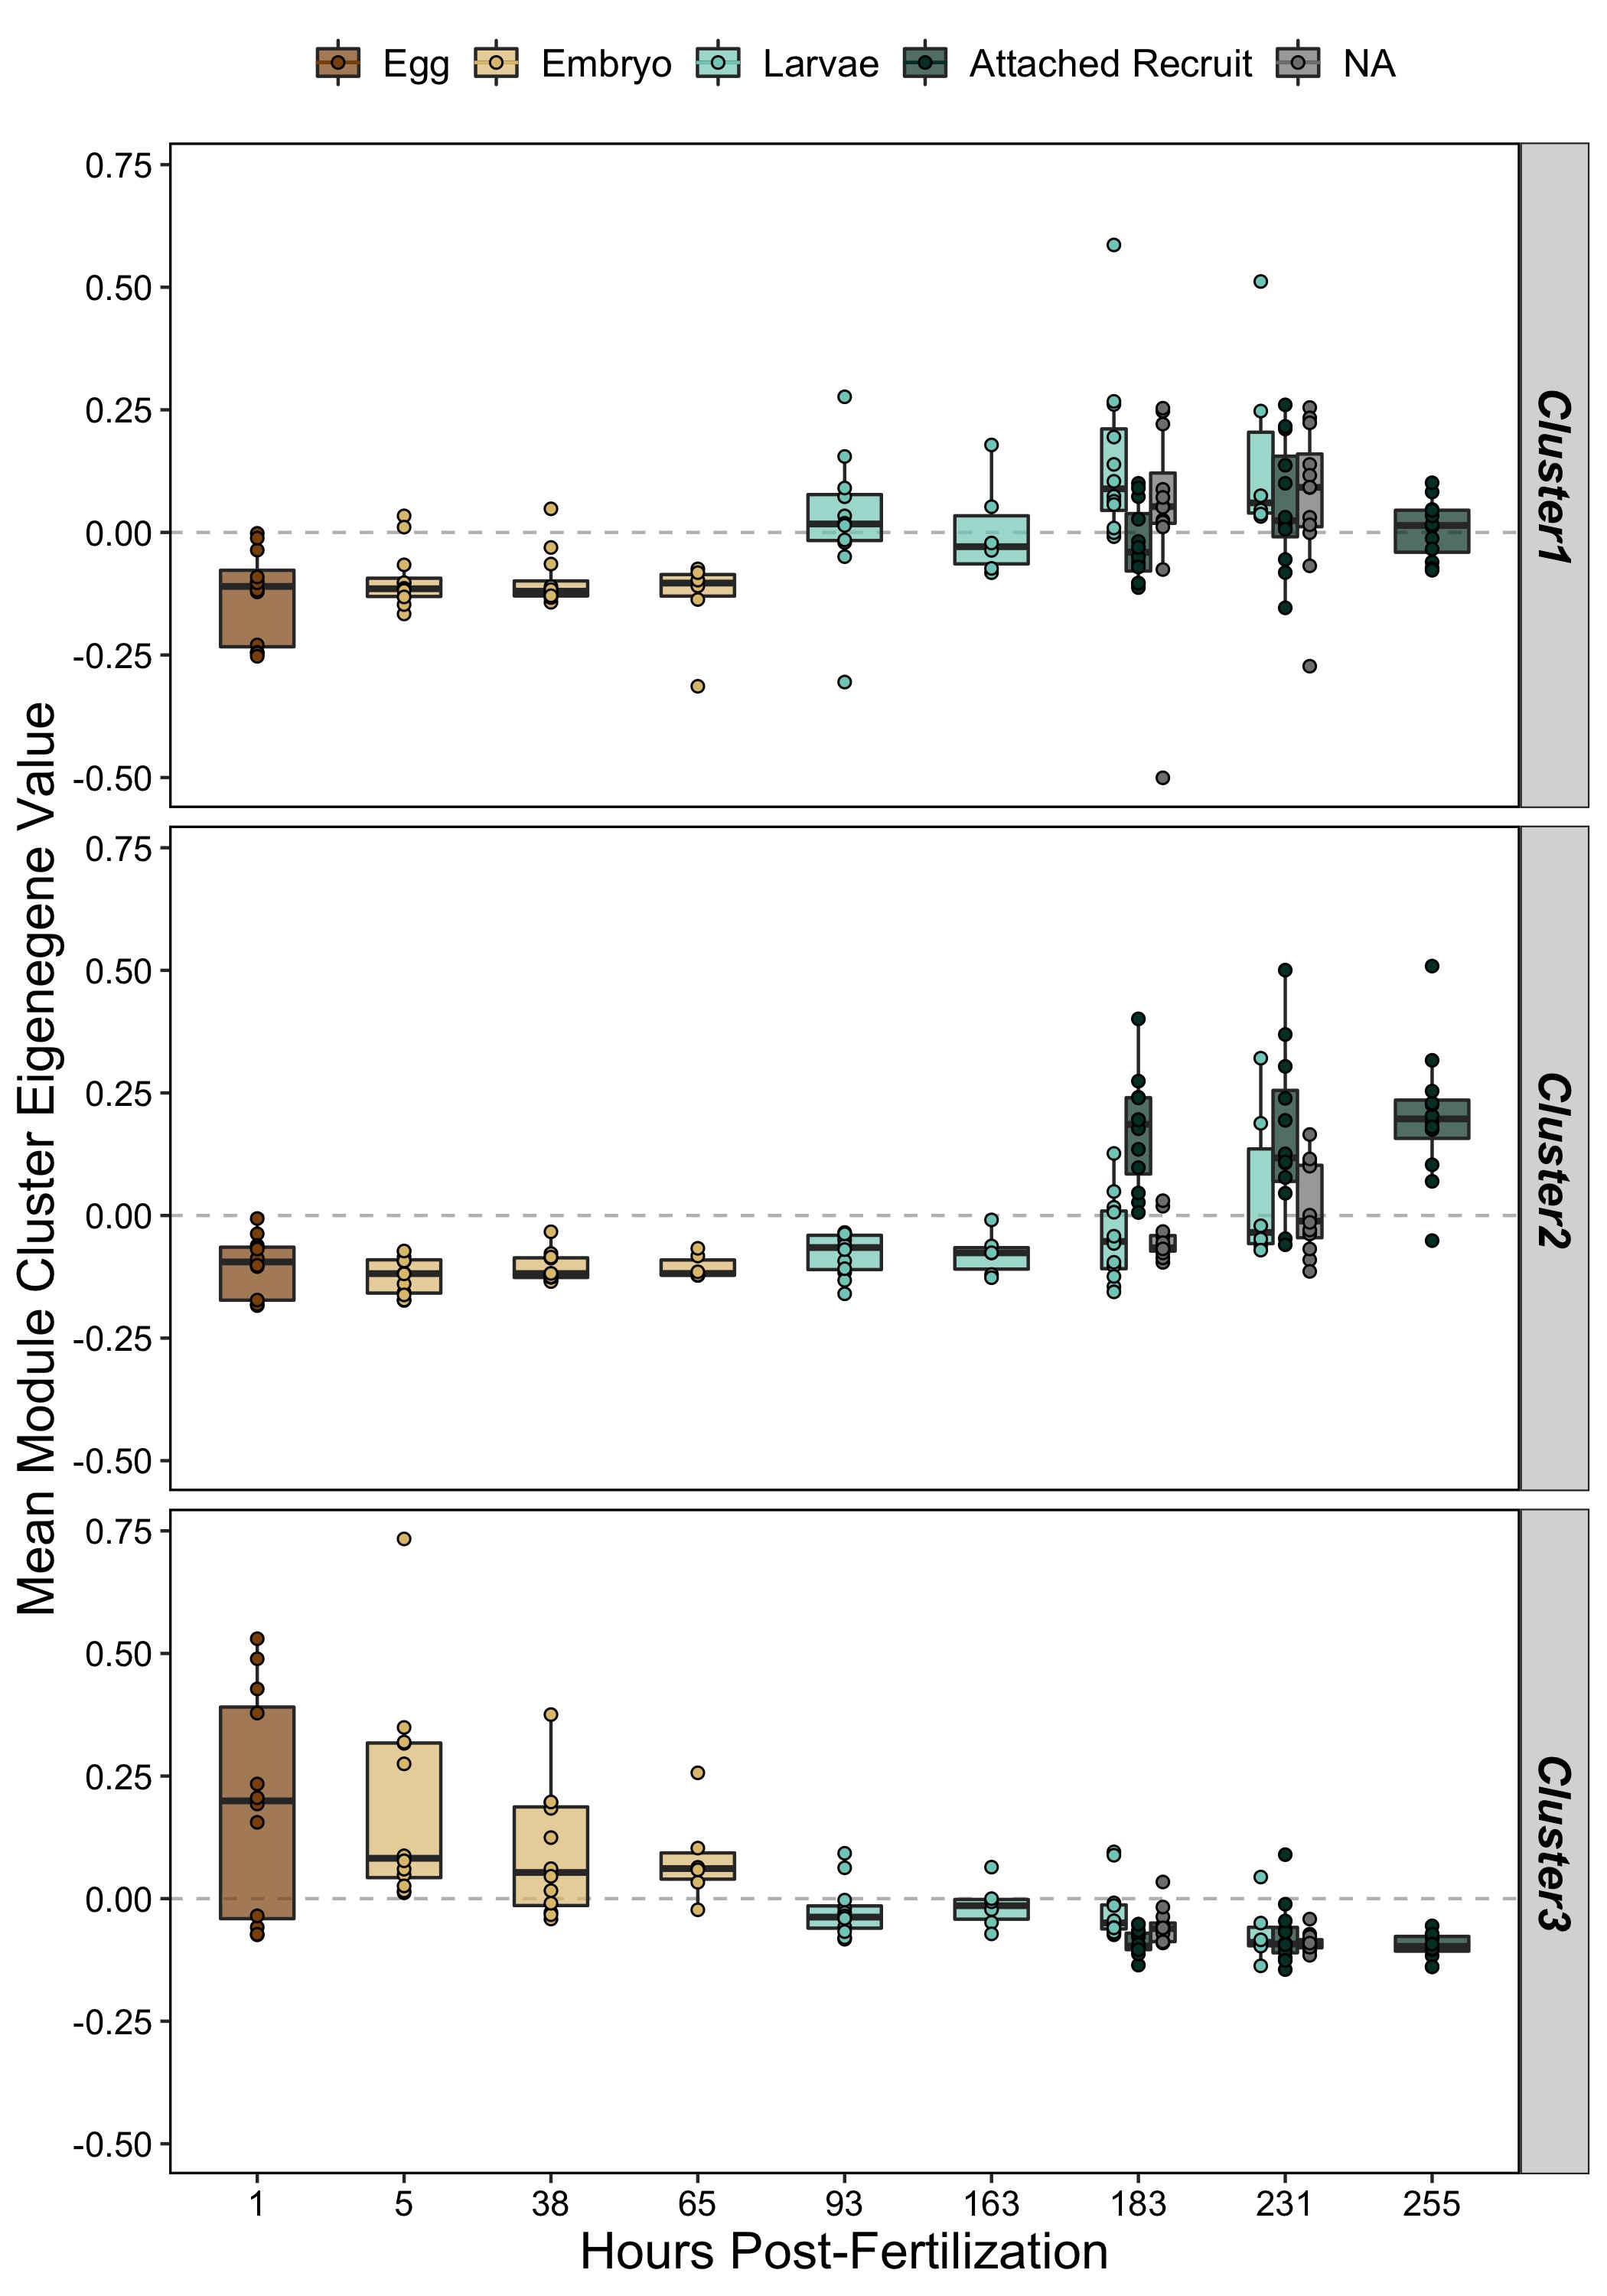 Egg Embryo Larvae Attached Recruit NA
Mean Module Cluster Eigenegene Value
0.75
0.50
0.25
0.00
-0.25
-0.50
Cluster1
0.75
0.50
0.25
0.00
-0.25
-0.50
Cluster2
0.75
0.50
0.25
0.00
-0.25
-0.50
Cluster3
1 5 38 65 93 163 183 231 255
Hours Post-Fertilization